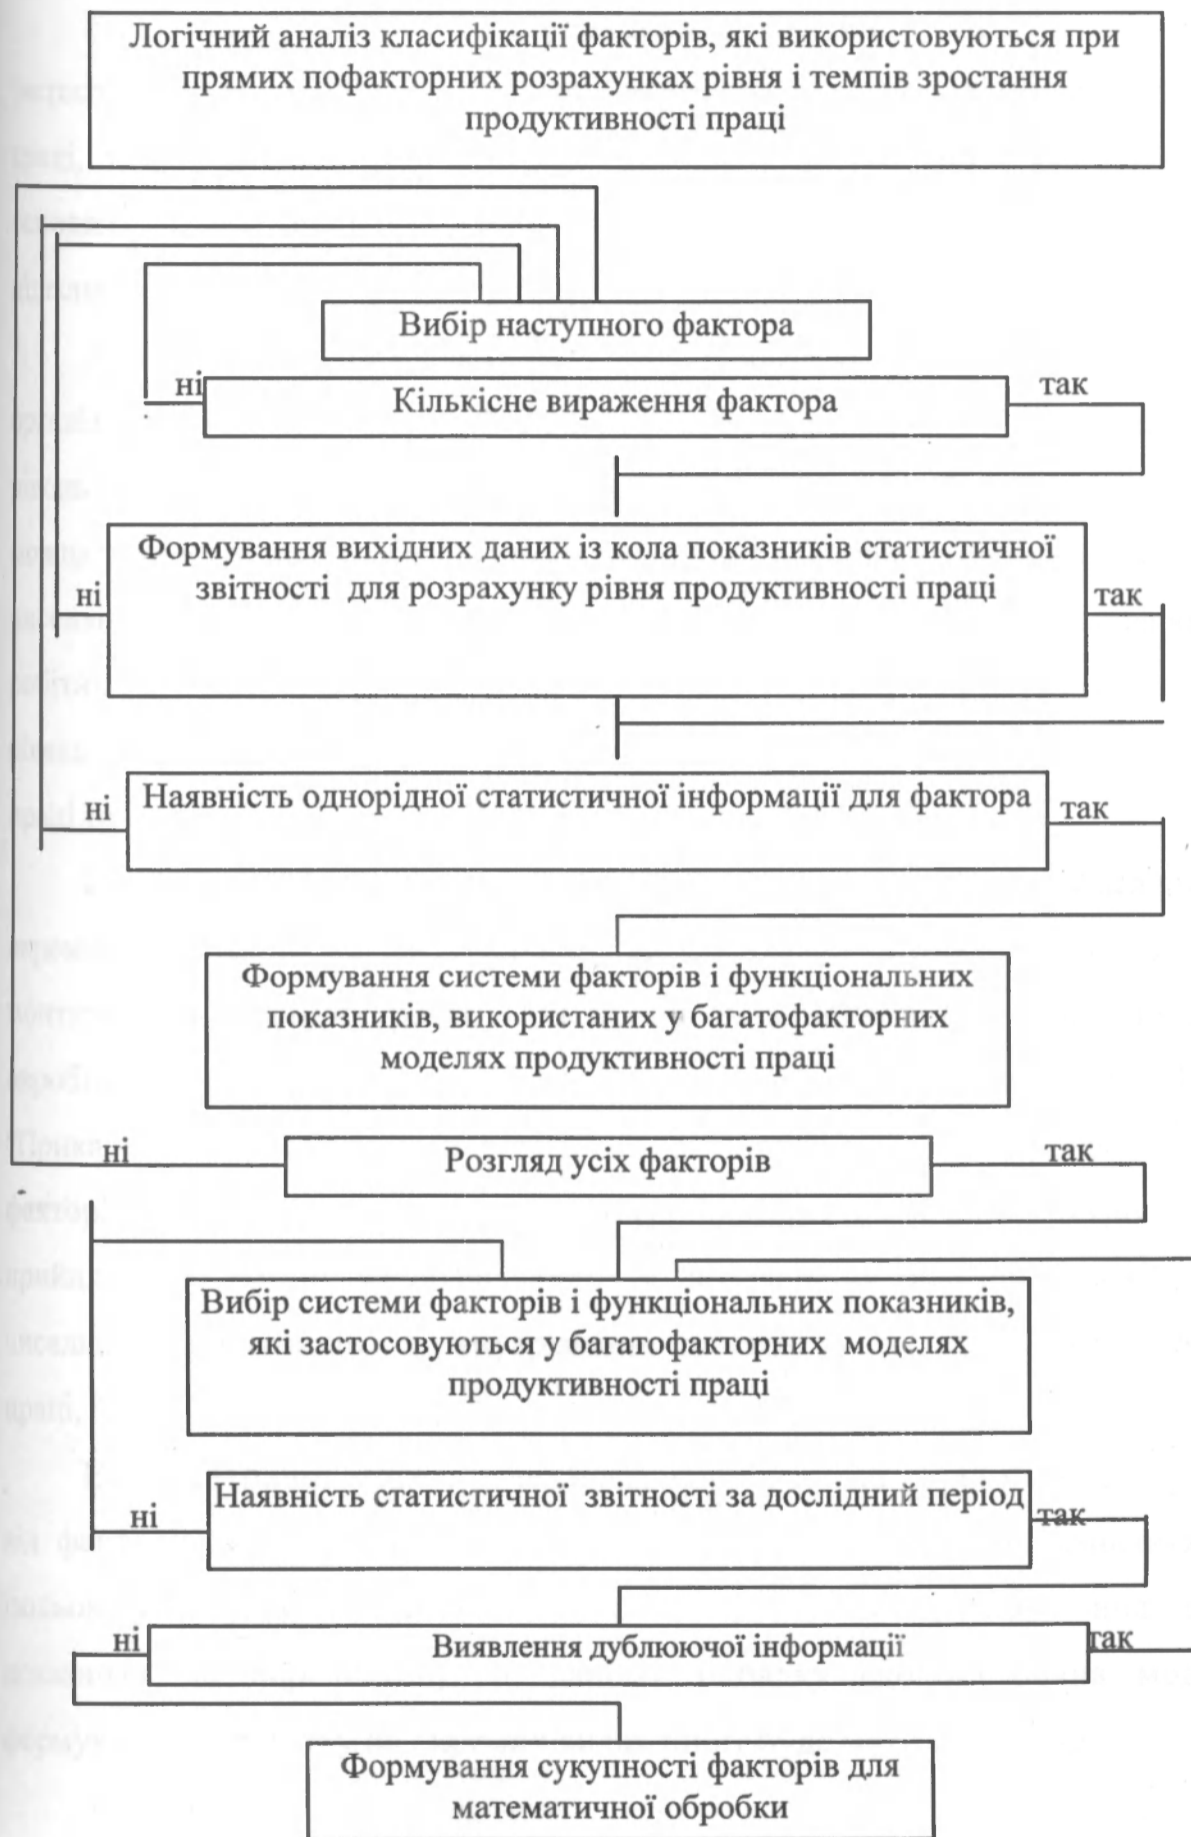 Логічний аналіз класифікації факторів, які використовуються при
прямих пофакторних розрахунках рівня і темпів зростання
продуктивності праці
Вибір наступного фактора
ні
Кількісне вираження фактора
так
Формування вихідних даних із кола показників статистичної
звітності для розрахунку рівня продуктивності праці
ні
так
Наявність однорідної статистичної інформації для фактора
ні
так
Формування системи факторів і функціональних
показників, використаних у багатофакторних
моделях продуктивності праці
ні
Розгляд усіх факторів
так
Вибір системи факторів і функціональних показників,
які застосовуються у багатофакторних моделях
продуктивності праці
Наявність статистичної звітності за дослідний період
ні
так
ні
Виявлення дублюючої інформації
так
Формування сукупності факторів для
математичної обробки